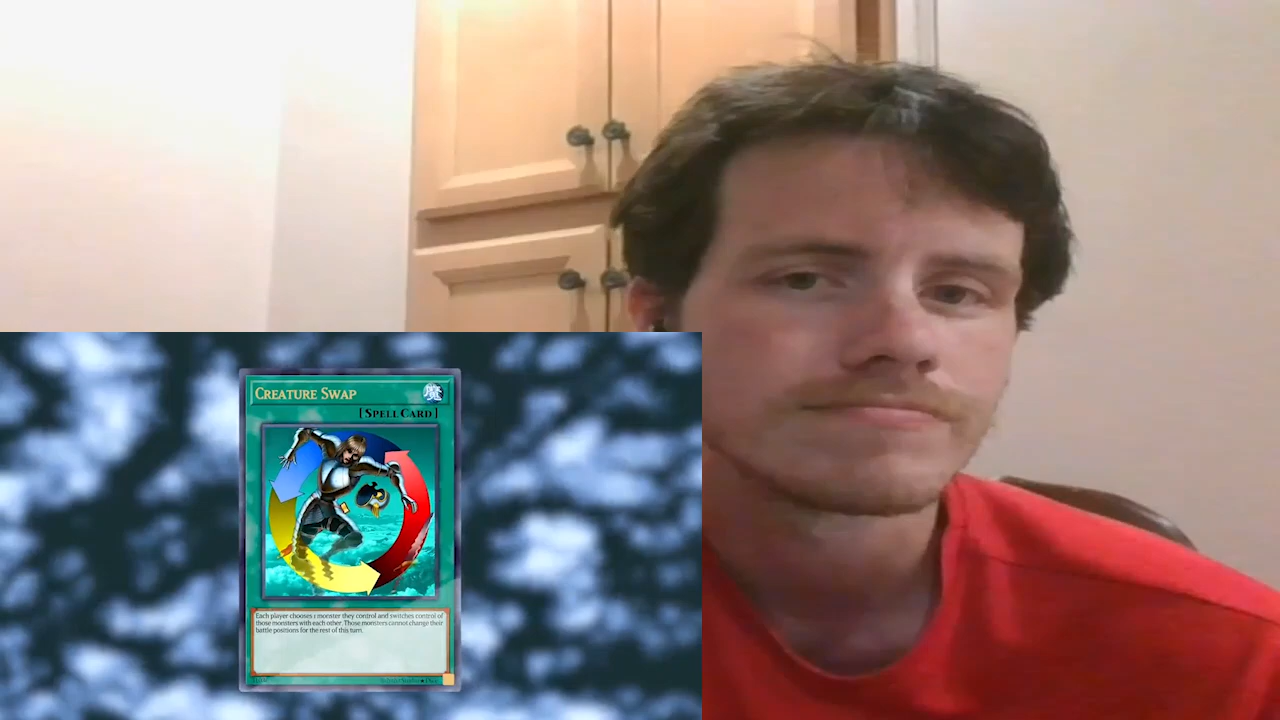 CREATURE SWAP
[SPELL CARD]
Each player chooses 1 monster they control and switches control of
those monsters with each other. Those monsters cannot change their
battle positions for the rest of this turn.